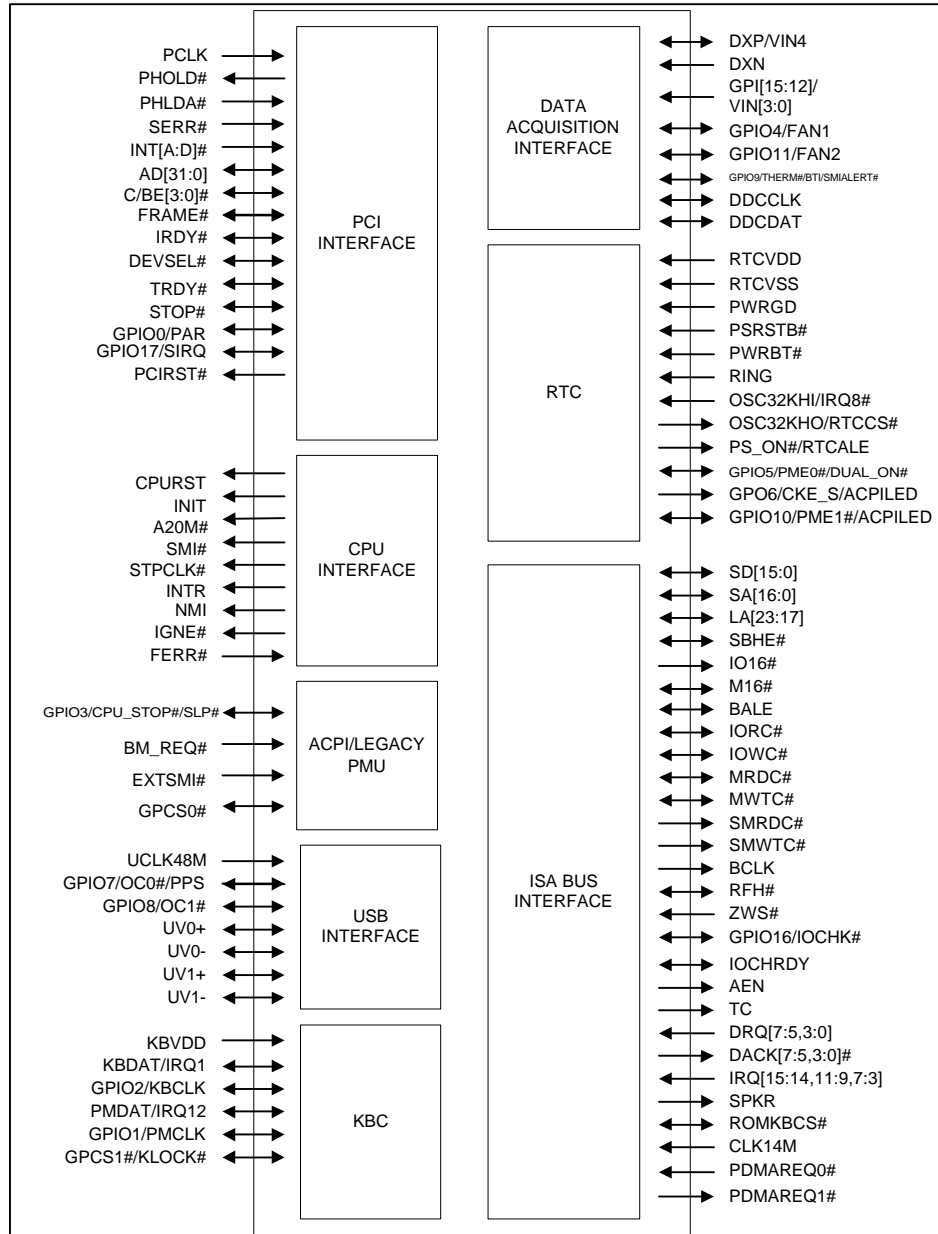 PCLK
PHOLD#
PHLDA#
SERR#
INT[A:D]#
AD[31:0]
C/BE[3:0]#
FRAME#
IRDY#
DEVSEL#
TRDY#
STOP#
GPIO0/PAR
GPIO17/SIRQ
PCIRST#
PCI
INTERFACE
CPURST
INIT
A20M#
SMI#
STPCLK#
INTR
NMI
IGNE#
FERR#
CPU
INTERFACE
GPIO3/CPU_STOP#/SLP#
BM_REQ#
EXTSMI#
GPCS0#
ACPI/LEGACY
PMU
UCLK48M
GPIO7/OC0#/PPS
GPIO8/OC1#
UV0+
UV0-
UV1+
UV1-
USB
INTERFACE
KBVDD
KBDAT/IRQ1
GPIO2/KBCLK
PMDAT/IRQ12
GPIO1/PMCLK
GPCS1#/KLOCK#
KBC
DATA
ACQUISITION
INTERFACE
DXP/VIN4
DXN
GPI[15:12]/
VIN[3:0]
GPIO4/FAN1
GPIO11/FAN2
GPIO9/THERM#/BTI/SMIALERT#
DDCCLK
DDCDAT
RTC
RTCVDD
RTCVSS
PWRGD
PSRSTB#
PWRBT#
RING
OSC32KHI/IRQ8#
OSC32KHO/RTCCS#
PS_ON#/RTCALE
GPIO5/PME0#/DUAL_ON#
GPO6/CKE_S/ACPILED
GPIO10/PME1#/ACPILED
ISA BUS
INTERFACE
SD[15:0]
SA[16:0]
LA[23:17]
SBHE#
IO16#
M16#
BALE
IORC#
IOWC#
MRDC#
MWTC#
SMRDC#
SMWTC#
BCLK
RFH#
ZWS#
GPIO16/IOCHK#
IOCHRDY
AEN
TC
DRQ[7:5,3:0]
DACK[7:5,3:0]#
IRQ[15:14,11:9,7:3]
SPKR
ROMKBCS#
CLK14M
PDMAREQ0#
PDMAREQ1#